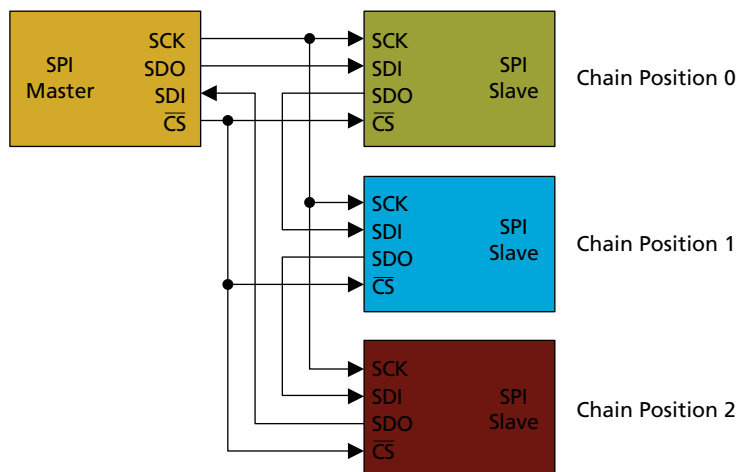 SPI
Master
SCK
SDO
SDI
CS
SCK
SDI
SDO
CS
SPI
Slave
Chain Position 0
SCK
SDI
SDO
CS
SPI
Slave
Chain Position 1
SCK
SDI
SDO
CS
SPI
Slave
Chain Position 2